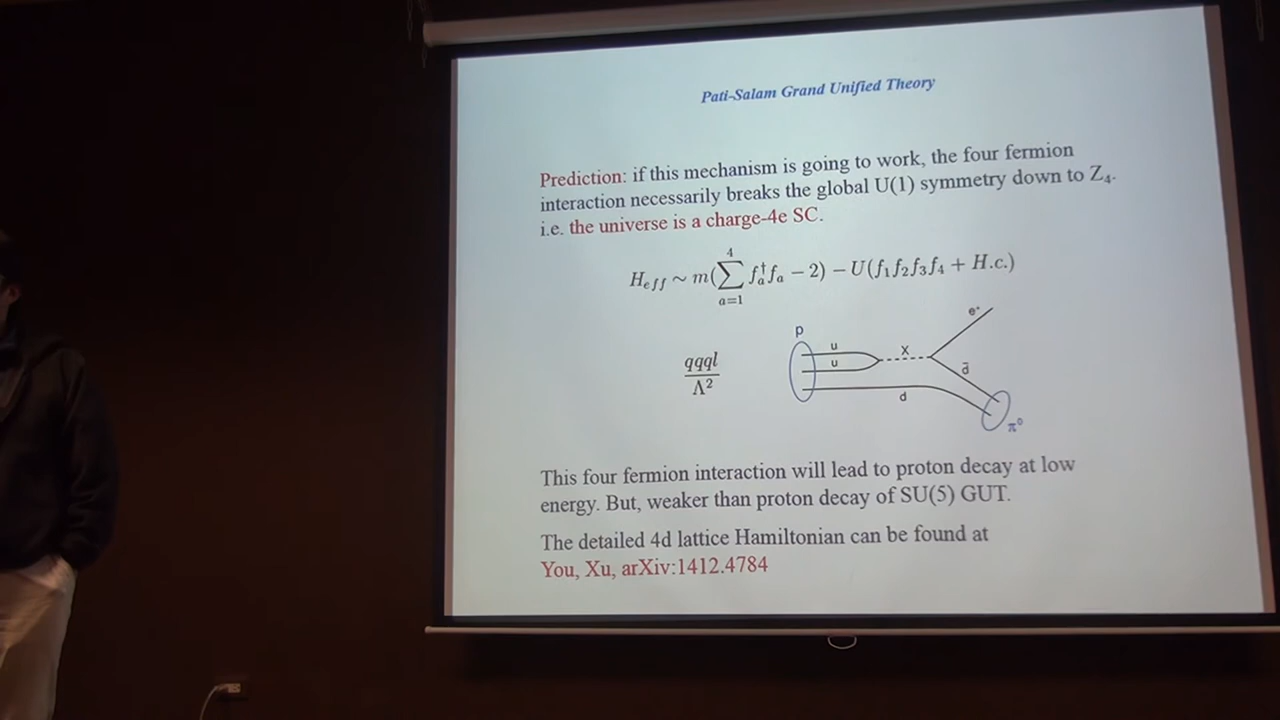 Pati-Salam Grand Unified Theory
Prediction: if this mechanism is going to work, the four fermion
interaction necessarily breaks the global U(1) symmetry down to Z₄.
i.e. the universe is a charge-4e SC.
H_{eff} ∼ m(∑_{a=1}^{4} f_a^† f_a − 2) − U(f₁f₂f₃f₄ + H.c.)
qqql / Λ²
p u u X e⁺ d̄ d π⁰
This four fermion interaction will lead to proton decay at low
energy. But, weaker than proton decay of SU(5) GUT.
The detailed 4d lattice Hamiltonian can be found at
You, Xu, arXiv:1412.4784